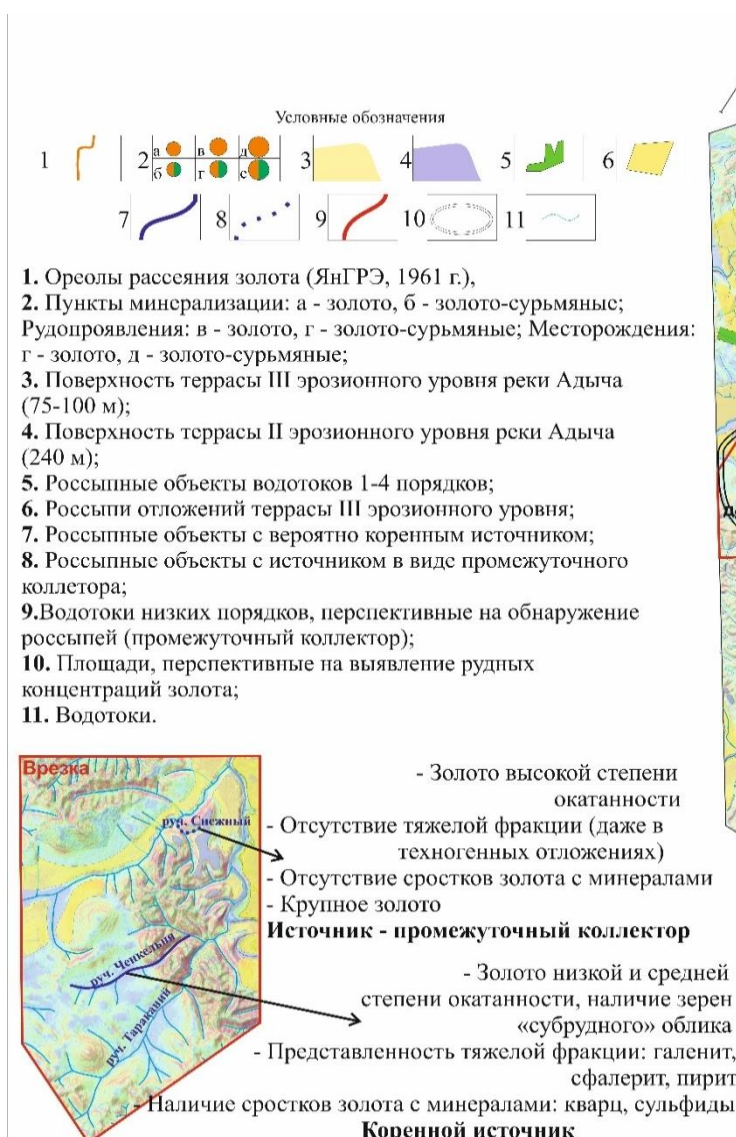 Условные обозначения
1 2 а в д 3 4 5 6
б г с
7 8 9 10 11
1. Ореолы рассеяния золота (ЯнГРЭ, 1961 г.),
2. Пункты минерализации: а - золото, б - золото-сурьмяные;
Рудопроявления: в - золото, г - золото-сурьмяные; Месторождения:
г - золото, д - золото-сурьмяные;
3. Поверхность террасы III эрозионного уровня реки Адыча
(75-100 м);
4. Поверхность террасы II эрозионного уровня реки Адыча
(240 м);
5. Россыпные объекты водотоков 1-4 порядков;
6. Россыпи отложений террасы III эрозионного уровня;
7. Россыпные объекты с вероятно коренным источником;
8. Россыпные объекты с источником в виде промежуточного
коллетора;
9.Водотоки низких порядков, перспективные на обнаружение
россыпей (промежуточный коллектор);
10. Площади, перспективные на выявление рудных
концентраций золота;
11. Водотоки.
Врезка
руч. Снежный
руч. Ченкельня
руч. Тараканий
- Золото высокой степени
окатанности
- Отсутствие тяжелой фракции (даже в
техногенных отложениях)
- Отсутствие сростков золота с минералами
- Крупное золото
Источник - промежуточный коллектор
- Золото низкой и средней
степени окатанности, наличие зерен
«субрудного» облика
- Представленность тяжелой фракции: галенит,
сфалерит, пирит
- Наличие сростков золота с минералами: кварц, сульфиды
Коренной источник